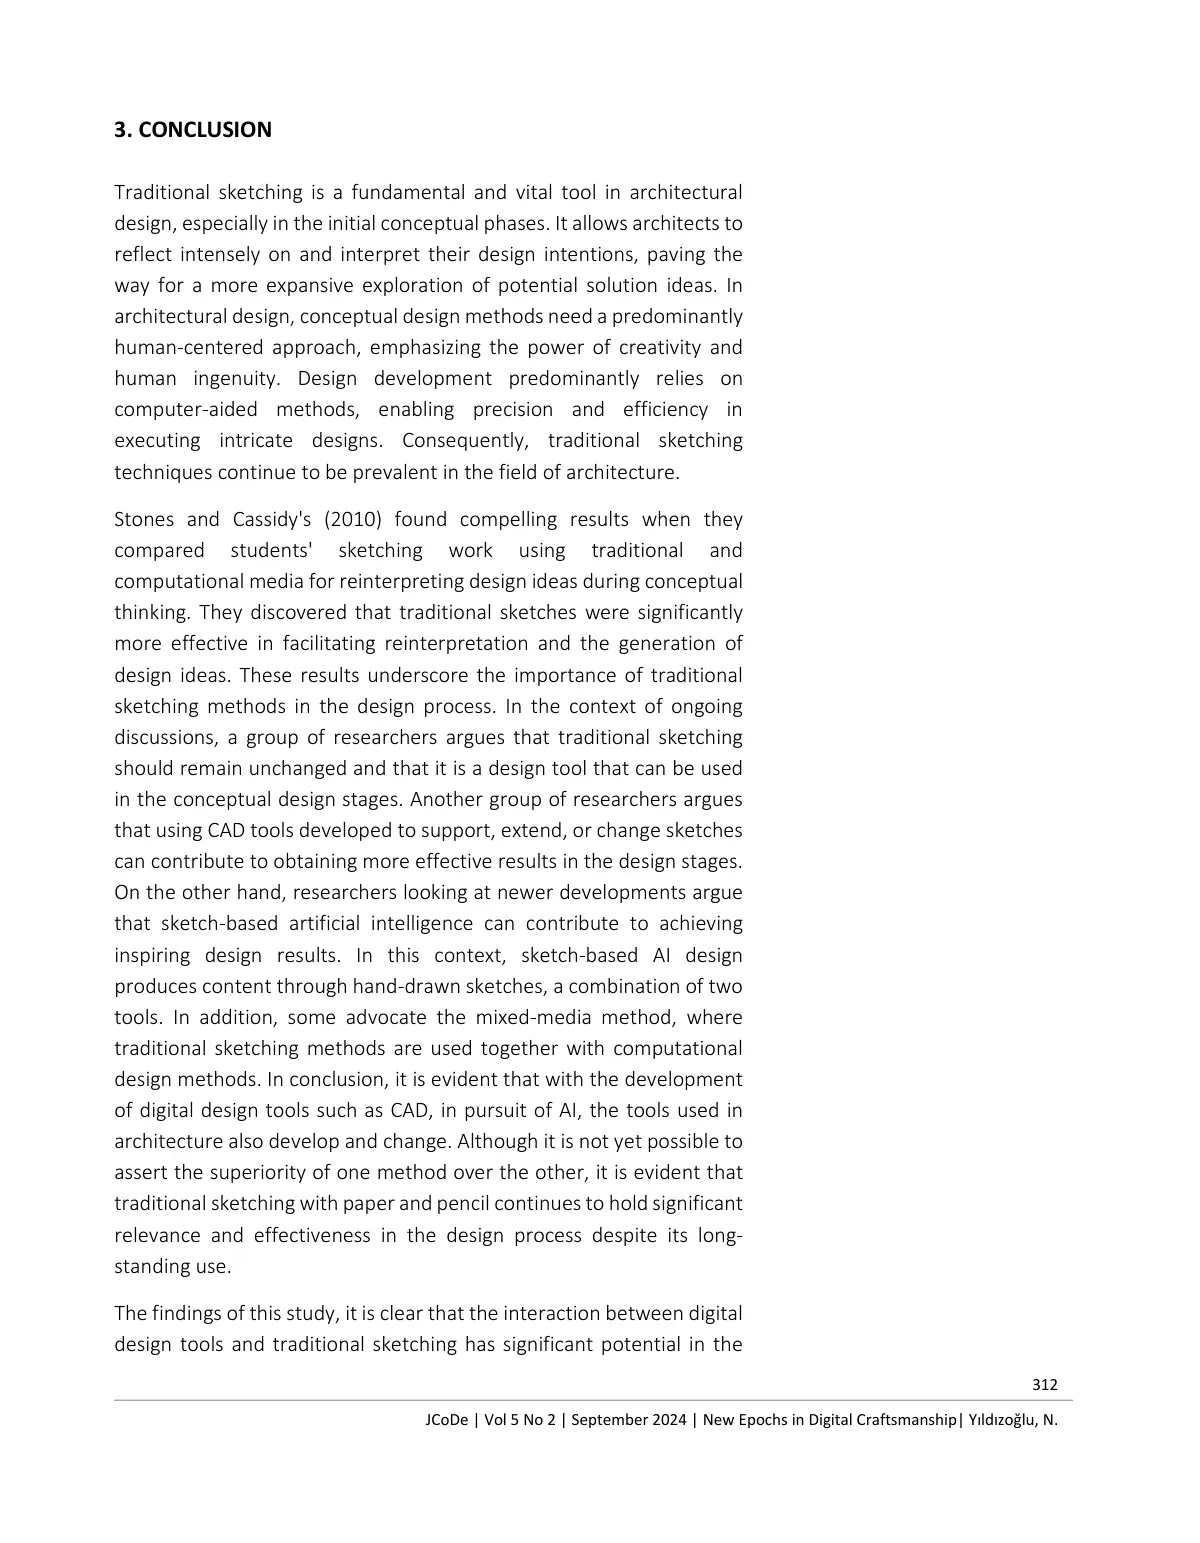 3. CONCLUSION
Traditional sketching is a fundamental and vital tool in architectural
design, especially in the initial conceptual phases. It allows architects to
reflect intensely on and interpret their design intentions, paving the
way for a more expansive exploration of potential solution ideas. In
architectural design, conceptual design methods need a predominantly
human-centered approach, emphasizing the power of creativity and
human ingenuity. Design development predominantly relies on
computer-aided methods, enabling precision and efficiency in
executing intricate designs. Consequently, traditional sketching
techniques continue to be prevalent in the field of architecture.
Stones and Cassidy's (2010) found compelling results when they
compared students' sketching work using traditional and
computational media for reinterpreting design ideas during conceptual
thinking. They discovered that traditional sketches were significantly
more effective in facilitating reinterpretation and the generation of
design ideas. These results underscore the importance of traditional
sketching methods in the design process. In the context of ongoing
discussions, a group of researchers argues that traditional sketching
should remain unchanged and that it is a design tool that can be used
in the conceptual design stages. Another group of researchers argues
that using CAD tools developed to support, extend, or change sketches
can contribute to obtaining more effective results in the design stages.
On the other hand, researchers looking at newer developments argue
that sketch-based artificial intelligence can contribute to achieving
inspiring design results. In this context, sketch-based AI design
produces content through hand-drawn sketches, a combination of two
tools. In addition, some advocate the mixed-media method, where
traditional sketching methods are used together with computational
design methods. In conclusion, it is evident that with the development
of digital design tools such as CAD, in pursuit of AI, the tools used in
architecture also develop and change. Although it is not yet possible to
assert the superiority of one method over the other, it is evident that
traditional sketching with paper and pencil continues to hold significant
relevance and effectiveness in the design process despite its long-
standing use.
The findings of this study, it is clear that the interaction between digital
design tools and traditional sketching has significant potential in the
312
JCoDe | Vol 5 No 2 | September 2024 | New Epochs in Digital Craftsmanship| Yıldızoğlu, N.